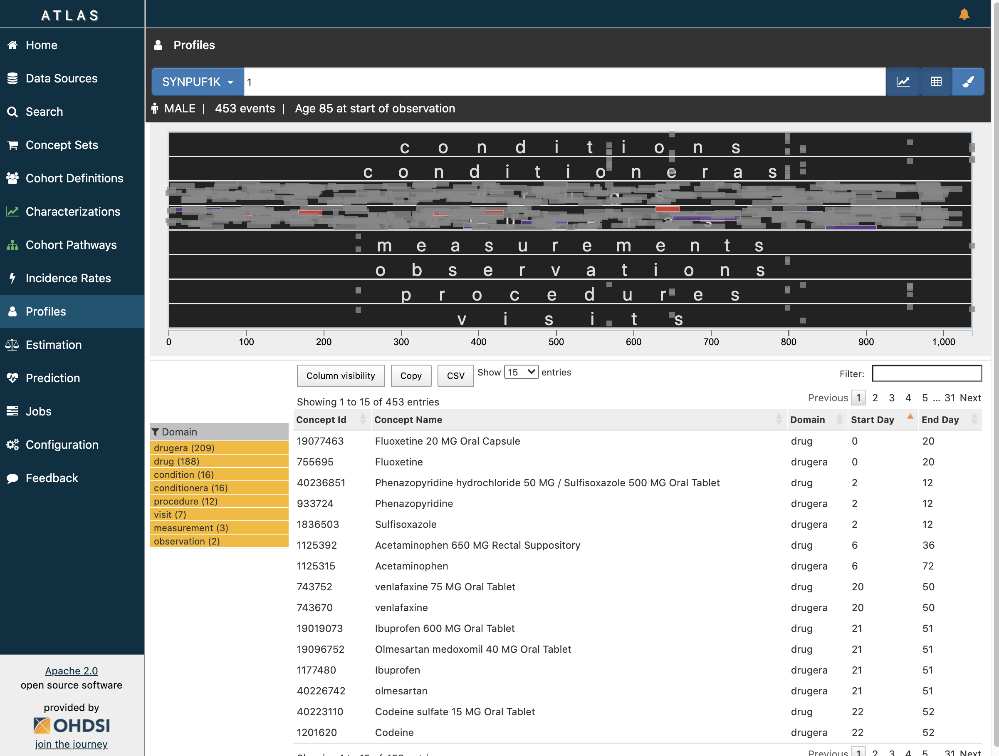 ATLAS
Home
Data Sources
Search
Concept Sets
Cohort Definitions
Characterizations
Cohort Pathways
Incidence Rates
Profiles
Estimation
Prediction
Jobs
Configuration
Feedback
Apache 2.0
open source software
provided by
OHDSI
join the journey
Profiles
SYNPUF1K 1
MALE | 453 events | Age 85 at start of observation
conditions
conditioneras
measurements
observations
procedures
visits
0 100 200 300 400 500 600 700 800 900 1,000
Column visibility Copy CSV Show 15 entries Filter:
Showing 1 to 15 of 453 entries Previous 1 2 3 4 5 ... 31 Next
Domain
drugera (209)
drug (188)
condition (16)
conditionera (16)
procedure (12)
visit (7)
measurement (3)
observation (2)
Concept Id Concept Name Domain Start Day End Day
19077463 Fluoxetine 20 MG Oral Capsule drug 0 20
755695 Fluoxetine drugera 0 20
40236851 Phenazopyridine hydrochloride 50 MG / Sulfisoxazole 500 MG Oral Tablet drug 2 12
933724 Phenazopyridine drugera 2 12
1836503 Sulfisoxazole drugera 2 12
1125392 Acetaminophen 650 MG Rectal Suppository drug 6 36
1125315 Acetaminophen drugera 6 72
743752 venlafaxine 75 MG Oral Tablet drug 20 50
743670 venlafaxine drugera 20 50
19019073 Ibuprofen 600 MG Oral Tablet drug 21 51
19096752 Olmesartan medoxomil 40 MG Oral Tablet drug 21 51
1177480 Ibuprofen drugera 21 51
40226742 olmesartan drugera 21 51
40223110 Codeine sulfate 15 MG Oral Tablet drug 22 52
1201620 Codeine drugera 22 52
Previous 1 2 3 4 5 31 Next